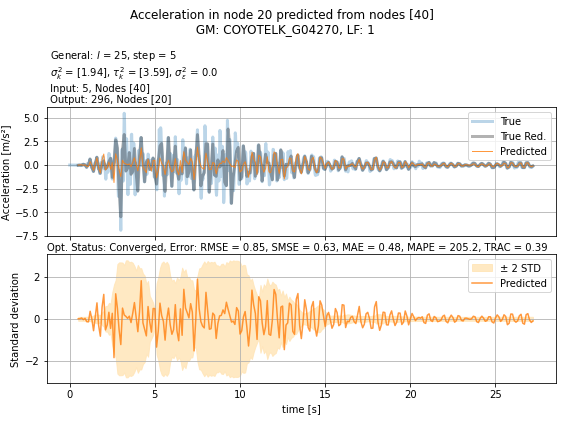 Acceleration in node 20 predicted from nodes [40]
GM: COYOTELK_G04270, LF: 1
General: l = 25, step = 5
σ²ₖ = [1.94], τ²ₖ = [3.59], σ²ε = 0.0
Input: 5, Nodes [40]
Output: 296, Nodes [20]
Acceleration [m/s²]
5.0
2.5
0.0
−2.5
−5.0
−7.5
True
True Red.
Predicted
Opt. Status: Converged, Error: RMSE = 0.85, SMSE = 0.63, MAE = 0.48, MAPE = 205.2, TRAC = 0.39
Standard deviation
2
0
−2
± 2 STD
Predicted
0 5 10 15 20 25
time [s]